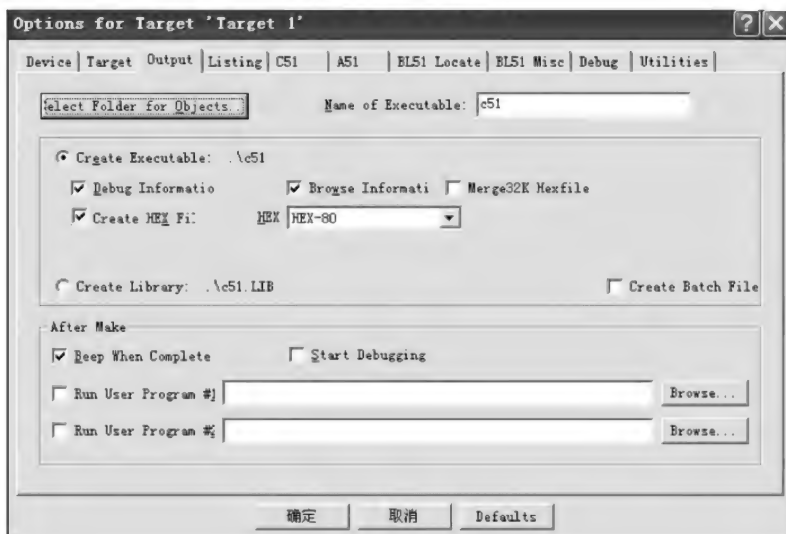 Options for Target 'Target 1'
Device Target Output Listing C51 A51 BL51 Locate BL51 Misc Debug Utilities
elect Folder for Objects.. Name of Executable: c51
Create Executable: .\c51
Debug Informatio Browse Informati Merge32K Hexfile
Create HEX Fi: HEX HEX-80
Create Library: .\c51.LIB Create Batch File
After Make
Beep When Complete Start Debugging
Run User Program #1 Browse...
Run User Program # Browse...
确定 取消 Defaults